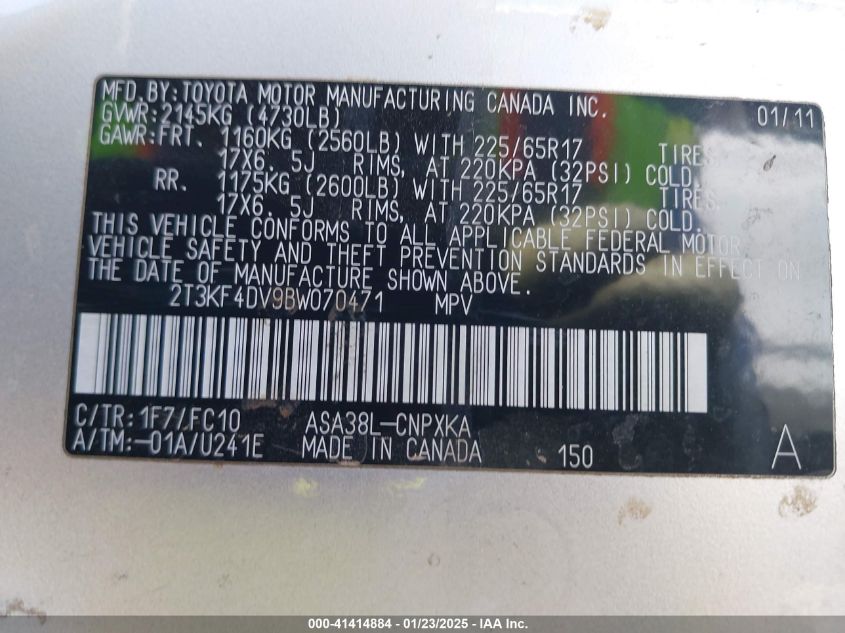 MFD. BY: TOYOTA MOTOR MANUFACTURING CANADA INC. 01/11
GVWR: 2145KG (4730LB)
GAWR: FRT. 1160KG (2560LB) WITH 225/65R17 TIRES,
17X6. 5J RIMS, AT 220KPA (32PSI) COLD.
RR. 1175KG (2600LB) WITH 225/65R17 TIRES,
17X6. 5J RIMS, AT 220KPA (32PSI) COLD.
THIS VEHICLE CONFORMS TO ALL APPLICABLE FEDERAL MOTOR
VEHICLE SAFETY AND THEFT PREVENTION STANDARDS IN EFFECT ON
THE DATE OF MANUFACTURE SHOWN ABOVE.
2T3KF4DV9BW070471 MPV
C/TR: 1F7/FC10 ASA38L-CNPXKA
A/TM: -01A/U241E MADE IN CANADA 150 A
000-41414884 - 01/23/2025 - IAA Inc.